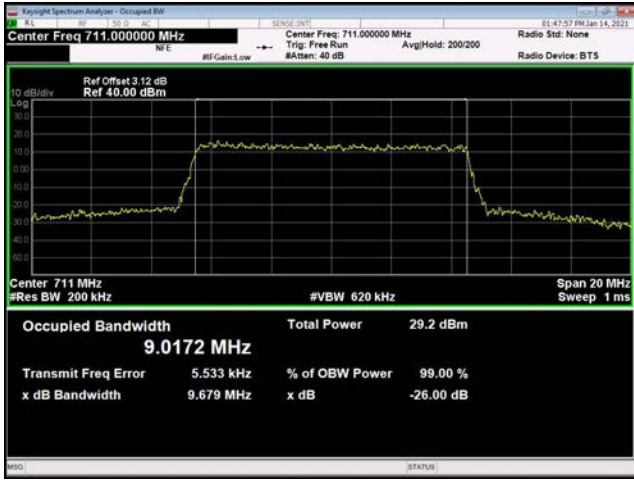 Keysight Spectrum Analyzer - Occupied BW
RL RF 50 Ω AC SENSE:INT 01:47:57 PM Jan 14, 2021
Center Freq 711.000000 MHz Center Freq: 711.000000 MHz Radio Std: None
NFE Trig: Free Run Avg|Hold: 200/200
#IFGain:Low #Atten: 40 dB Radio Device: BTS
Ref Offset 3.12 dB
10 dB/div Ref 40.00 dBm
Log
30.0
20.0
10.0
0.00
-10.0
-20.0
-30.0
-40.0
-50.0
Center 711 MHz Span 20 MHz
#Res BW 200 kHz #VBW 620 kHz Sweep 1 ms
Occupied Bandwidth Total Power 29.2 dBm
9.0172 MHz
Transmit Freq Error 5.533 kHz % of OBW Power 99.00 %
x dB Bandwidth 9.679 MHz x dB -26.00 dB
MSG STATUS